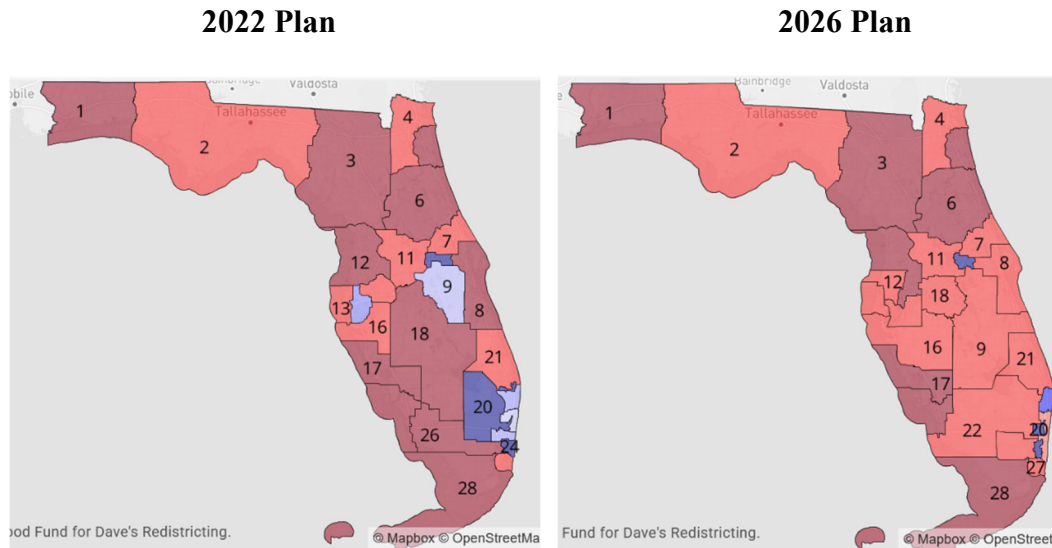 2022 Plan
2026 Plan
obile
Bainbridge
Valdosta
Tallahassee
1
2
3
4
6
7
8
9
11
12
13
16
17
18
20
21
24
26
28
ood Fund for Dave's Redistricting.
© Mapbox © OpenStreetMa
e
Bainbridge
Valdosta
Tallahassee
1
2
3
4
6
7
8
9
11
12
16
17
18
20
21
22
27
28
Fund for Dave's Redistricting.
© Mapbox © OpenStreet